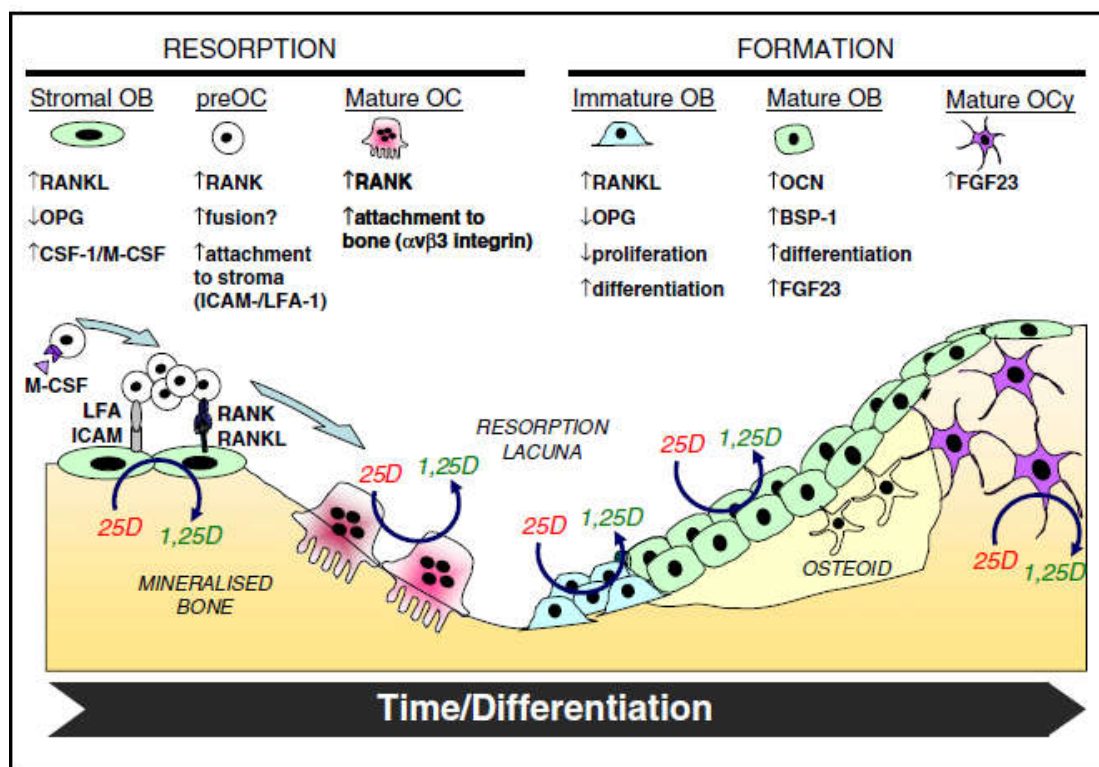 RESORPTION
FORMATION
Stromal OB
↑RANKL
↓OPG
↑CSF-1/M-CSF
preOC
↑RANK
↑fusion?
↑attachment
to stroma
(ICAM-/LFA-1)
Mature OC
↑RANK
↑attachment to
bone (αvβ3 integrin)
Immature OB
↑RANKL
↓OPG
↓proliferation
↑differentiation
Mature OB
↑OCN
↑BSP-1
↑differentiation
↑FGF23
Mature OCy
↑FGF23
M-CSF
LFA
ICAM
RANK
RANKL
25D
1,25D
MINERALISED
BONE
25D
1,25D
RESORPTION
LACUNA
25D
1,25D
25D
1,25D
OSTEOID
25D
1,25D
Time/Differentiation